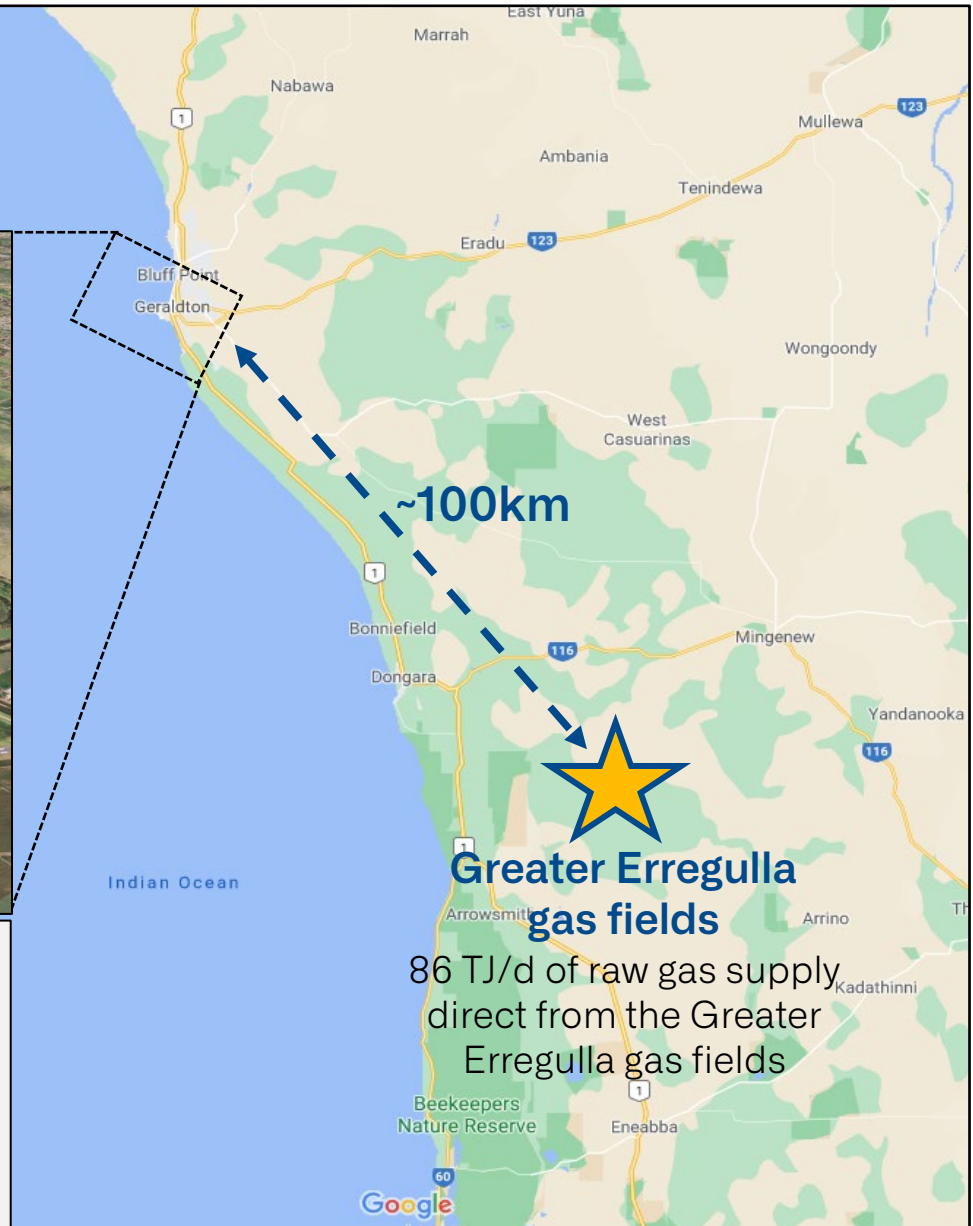 East Yuna
Marrah
Nabawa
1
123
Mullewa
Ambania
Tenindewa
Eradu
123
Bluff Point
Geraldton
Wongoondy
West
Casuarinas
~100km
1
Bonniefield
116
Mingenew
Dongara
Yandanooka
116
1
Greater Erregulla
gas fields
Indian Ocean
Arrowsmith
Arrino
Th
86 TJ/d of raw gas supply
direct from the Greater
Erregulla gas fields
Kadathinni
1
Beekeepers
Nature Reserve
Eneabba
60
Google